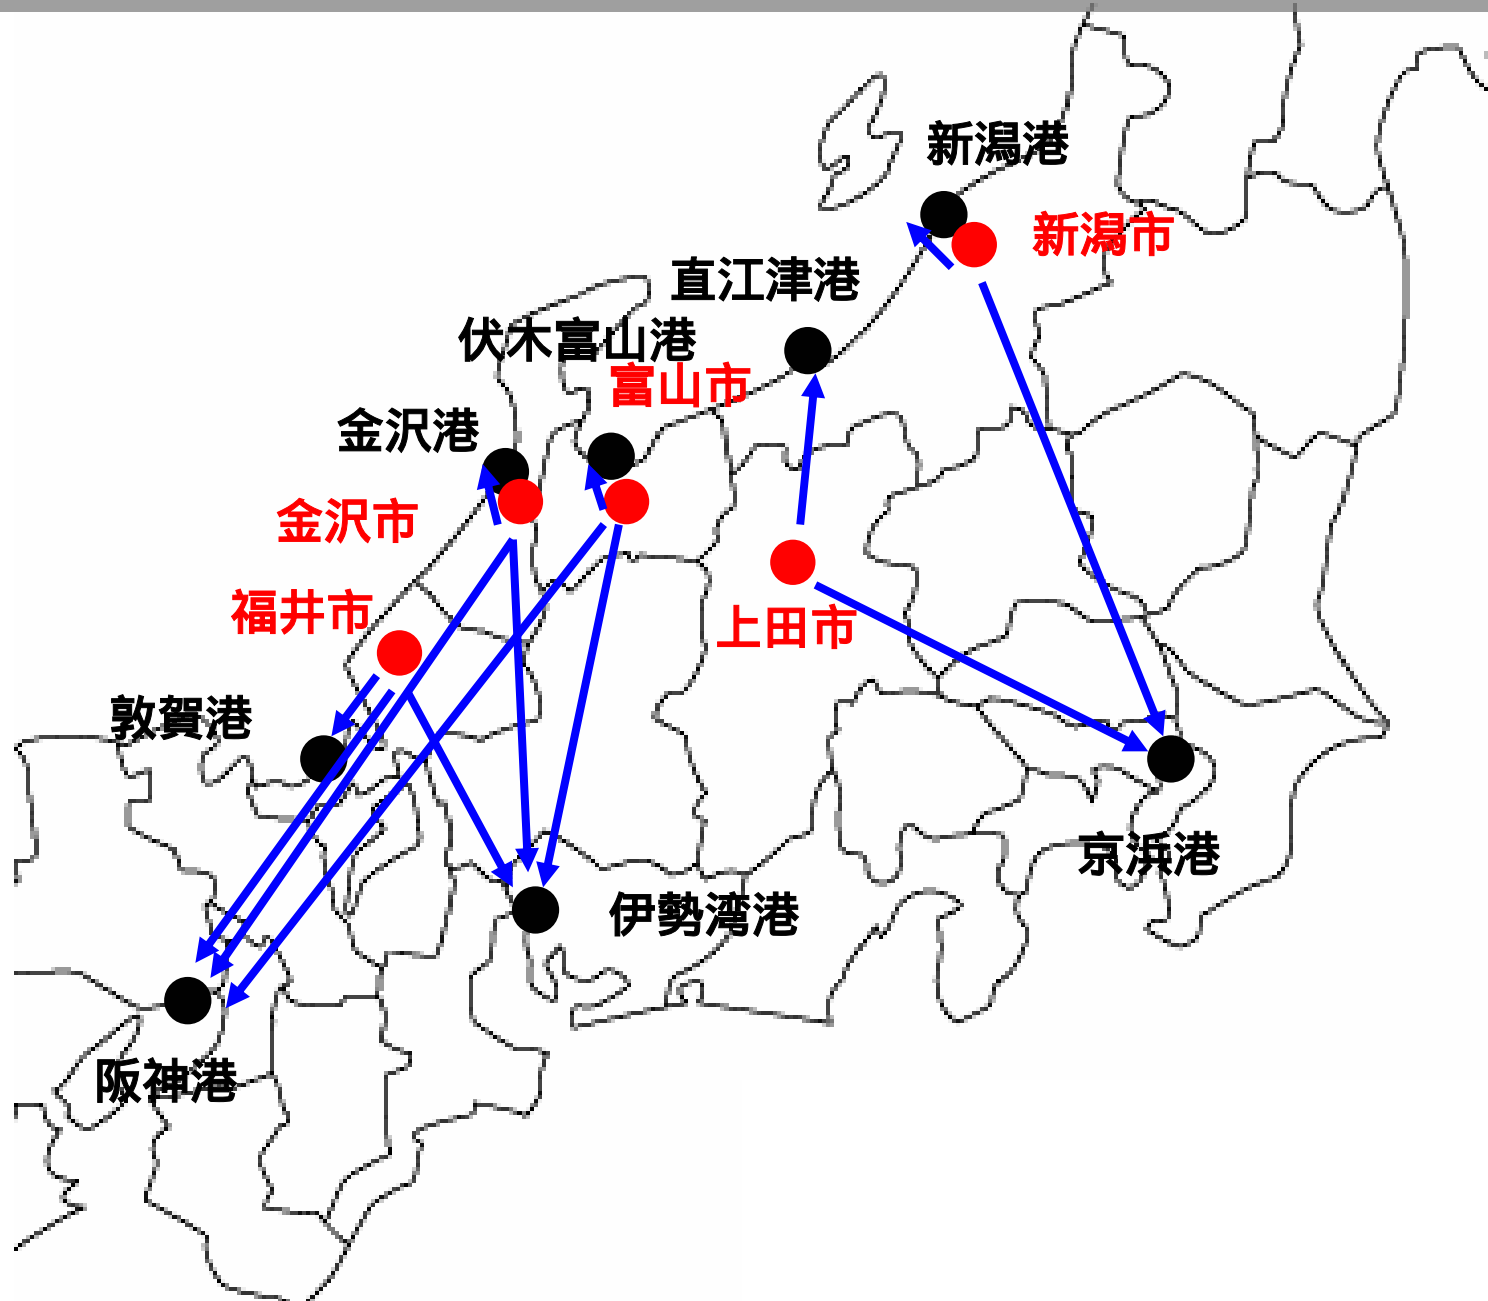 新潟港
新潟市
直江津港
伏木富山港
富山市
金沢港
金沢市
福井市
上田市
敦賀港
京浜港
伊勢湾港
阪神港